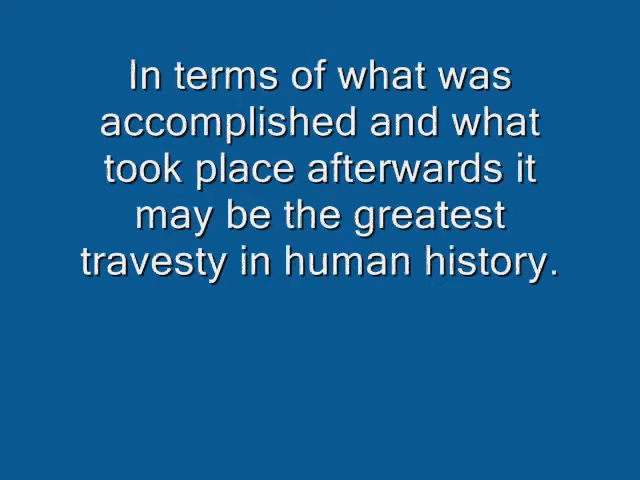 In terms of what was
accomplished and what
took place afterwards it
may be the greatest
travesty in human history.